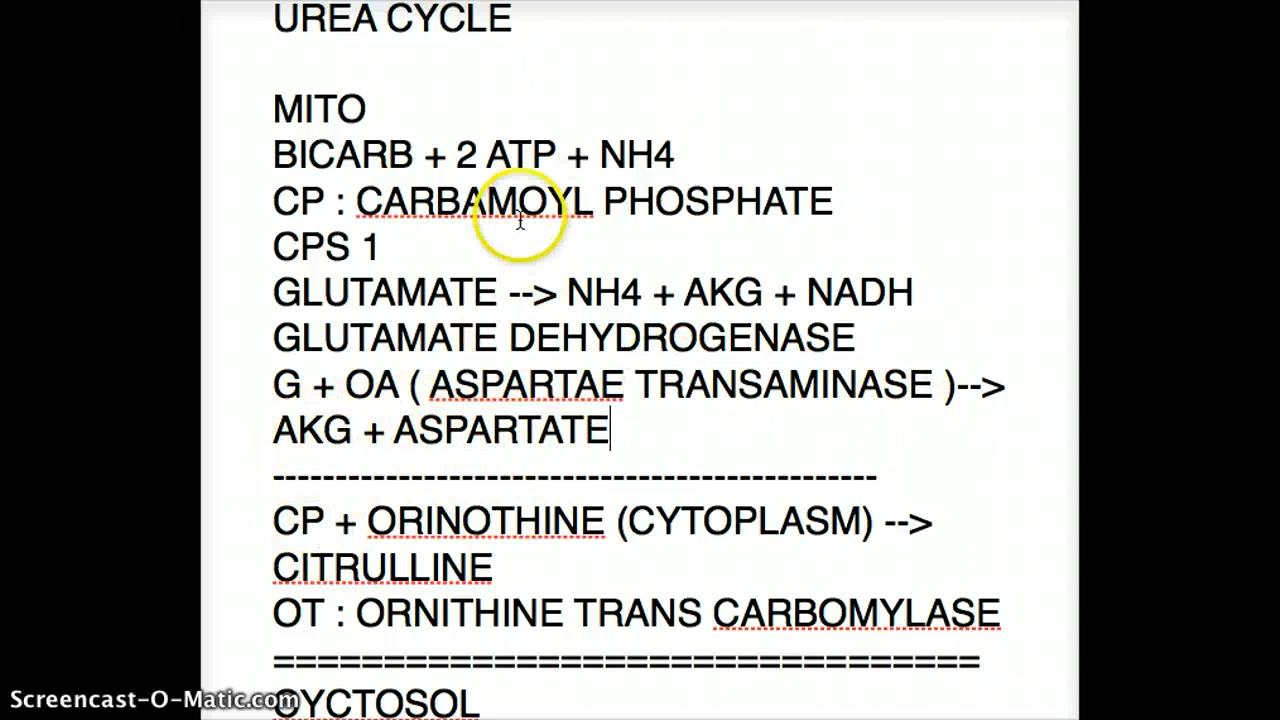 UREA CYCLE
MITO
BICARB + 2 ATP + NH4
CP : CARBAMOYL PHOSPHATE
CPS 1
GLUTAMATE --> NH4 + AKG + NADH
GLUTAMATE DEHYDROGENASE
G + OA ( ASPARTAE TRANSAMINASE )-->
AKG + ASPARTATE
------------------------------------------------
CP + ORINOTHINE (CYTOPLASM) -->
CITRULLINE
OT : ORNITHINE TRANS CARBOMYLASE
==================================
CYCTOSOL
Screencast-O-Matic.com